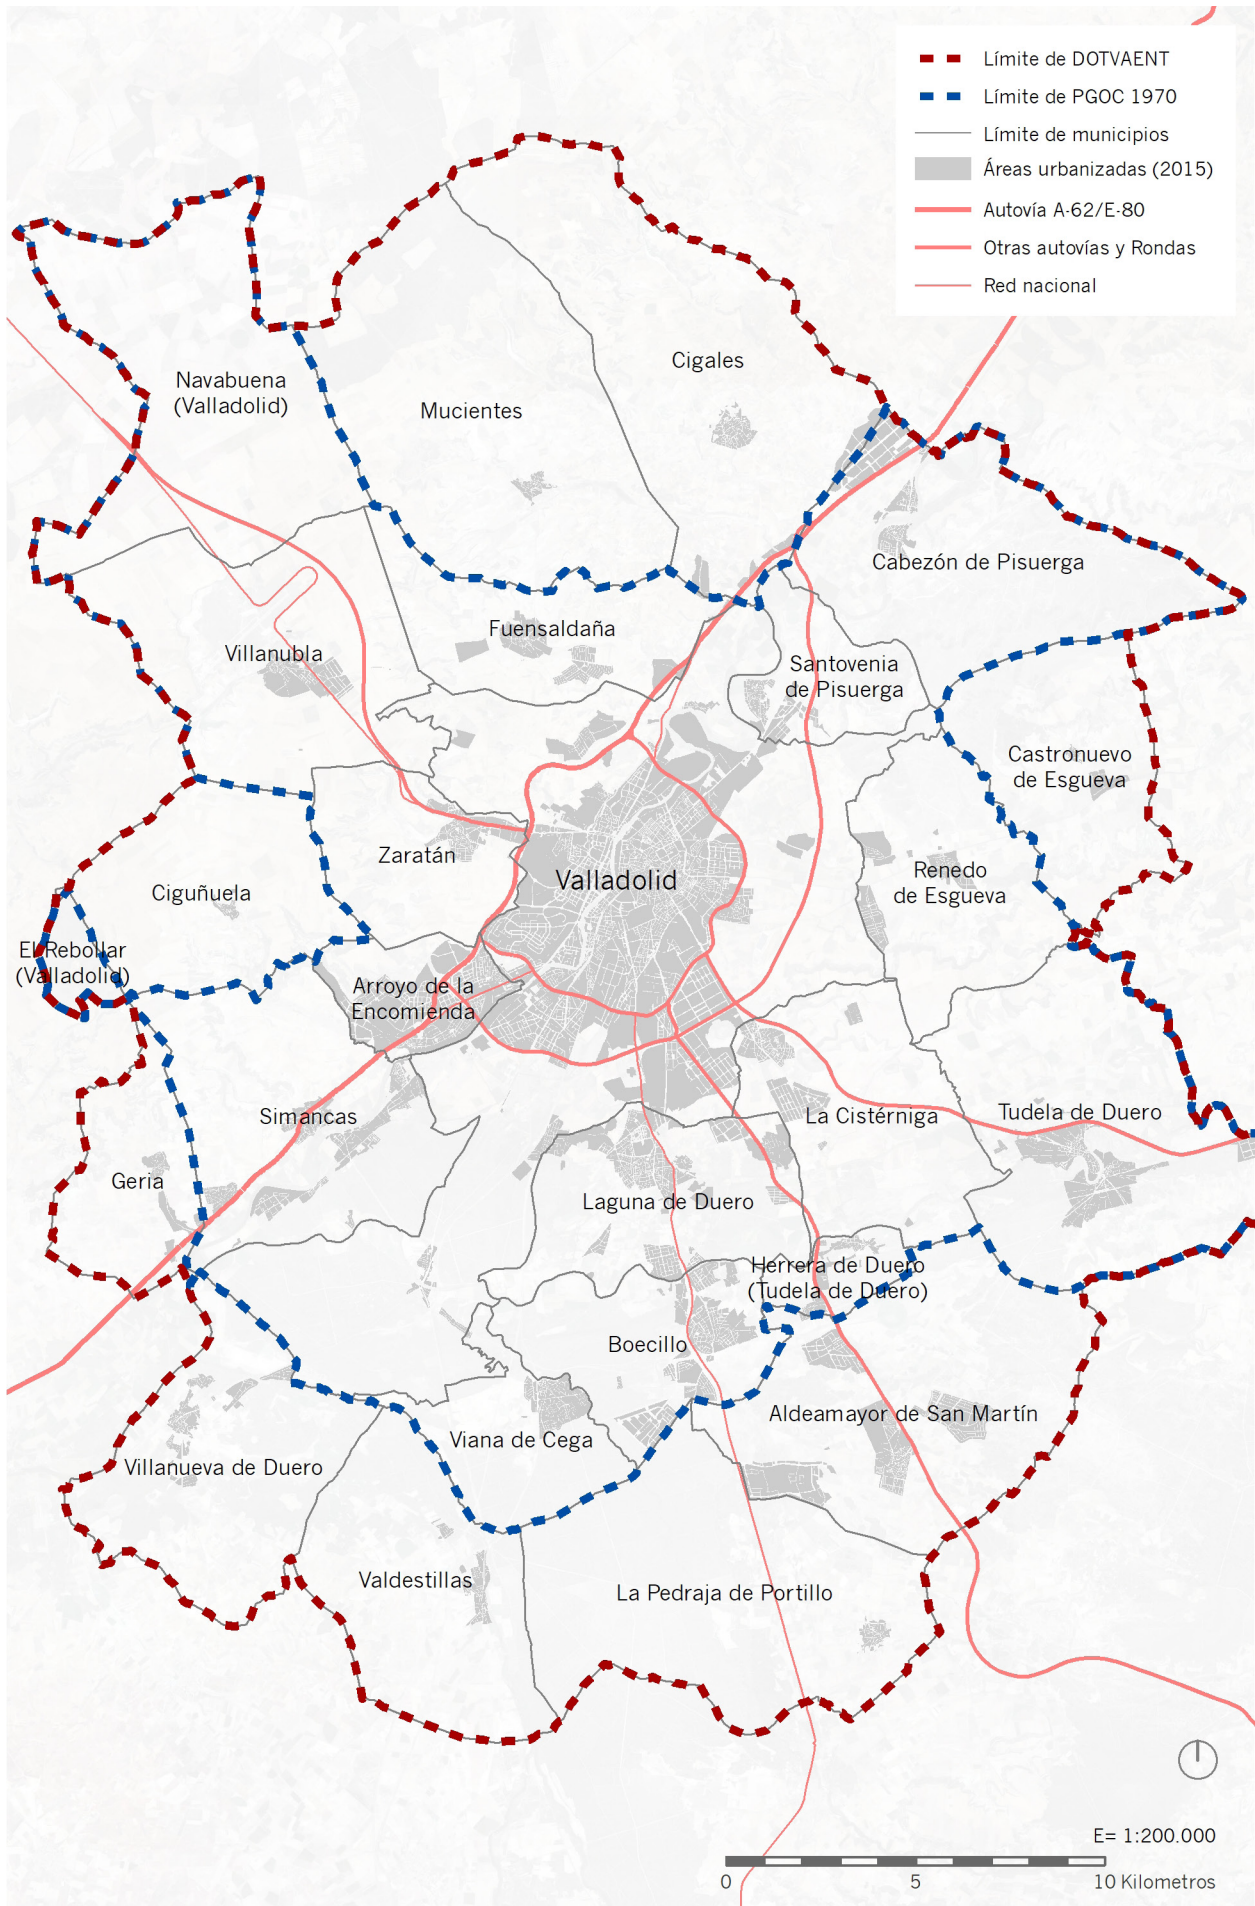 Límite de DOTVAENT
Límite de PGOC 1970
Límite de municipios
Áreas urbanizadas (2015)
Autovía A-62/E-80
Otras autovías y Rondas
Red nacional
Cigales
Navabuena
(Valladolid)
Mucientes
Cabezón de Pisuerga
Fuensaldaña
Villanubla
Santovenia
de Pisuerga
Castronuevo
de Esgueva
Zaratán
Valladolid
Renedo
de Esgueva
Ciguñuela
El Rebollar
(Valladolid)
Arroyo de la
Encomienda
Simancas
La Cistérniga
Tudela de Duero
Geria
Laguna de Duero
Herrera de Duero
(Tudela de Duero)
Boecillo
Aldeamayor de San Martín
Viana de Cega
Villanueva de Duero
Valdestillas
La Pedraja de Portillo
E= 1:200.000
0 5 10 Kilometros